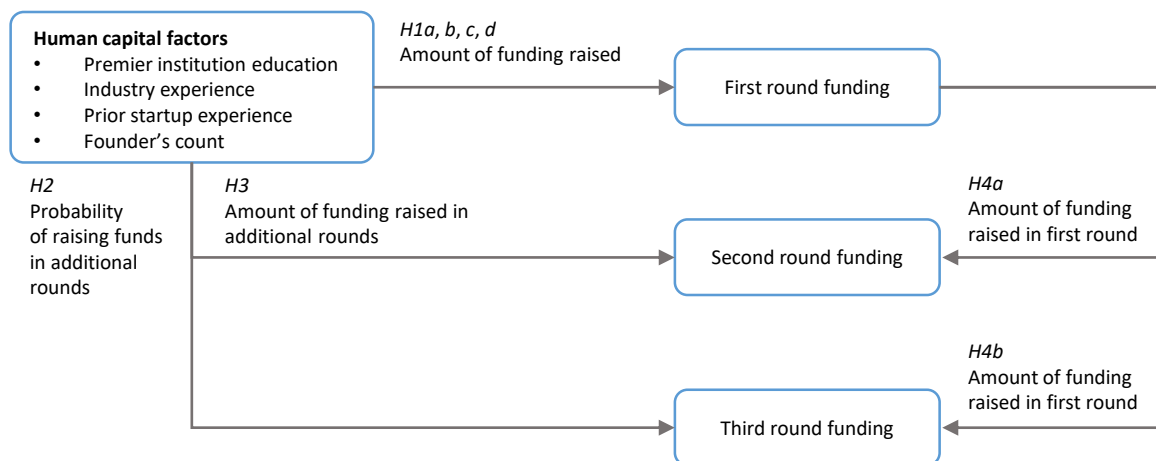 Human capital factors
• Premier institution education
• Industry experience
• Prior startup experience
• Founder's count
H1a, b, c, d
Amount of funding raised
First round funding
H2
Probability
of raising funds
in additional
rounds
H3
Amount of funding raised in
additional rounds
Second round funding
H4a
Amount of funding
raised in first round
Third round funding
H4b
Amount of funding
raised in first round